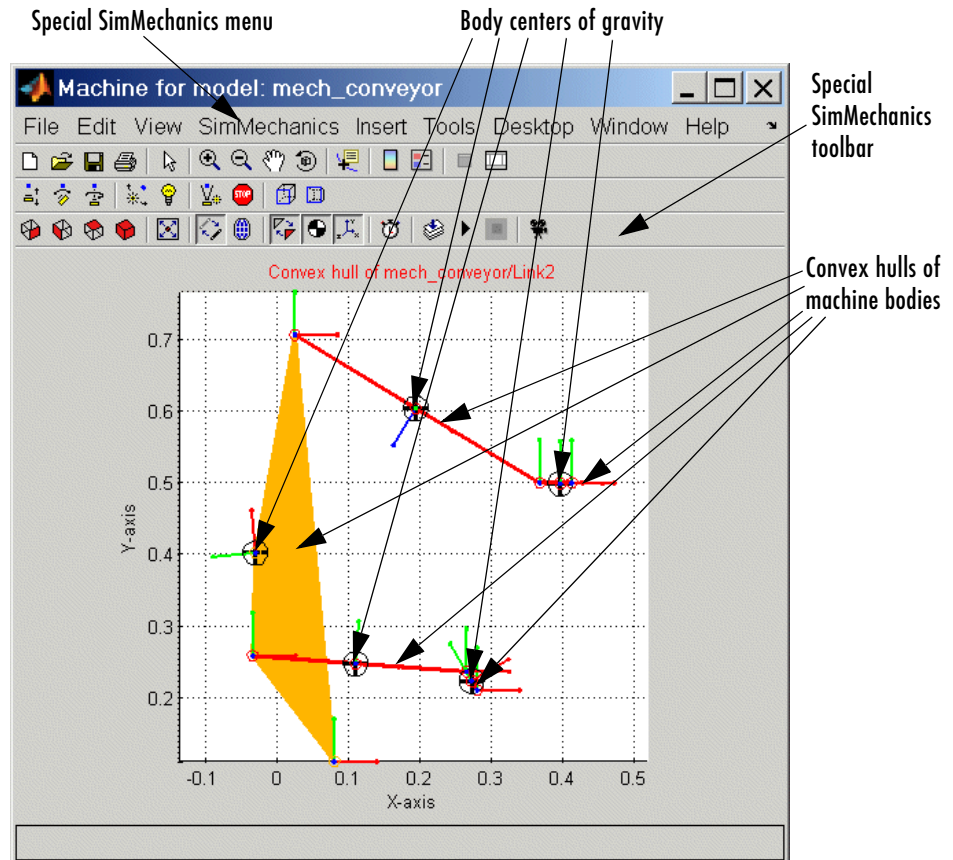 Special SimMechanics menu
Body centers of gravity
Machine for model: mech_conveyor
Special
SimMechanics
toolbar
File Edit View SimMechanics Insert Tools Desktop Window Help
STOP
Convex hull of mech_conveyor/Link2
Convex hulls of
machine bodies
0.7
0.6
0.5
0.4
0.3
0.2
Y-axis
-0.1 0 0.1 0.2 0.3 0.4 0.5
X-axis